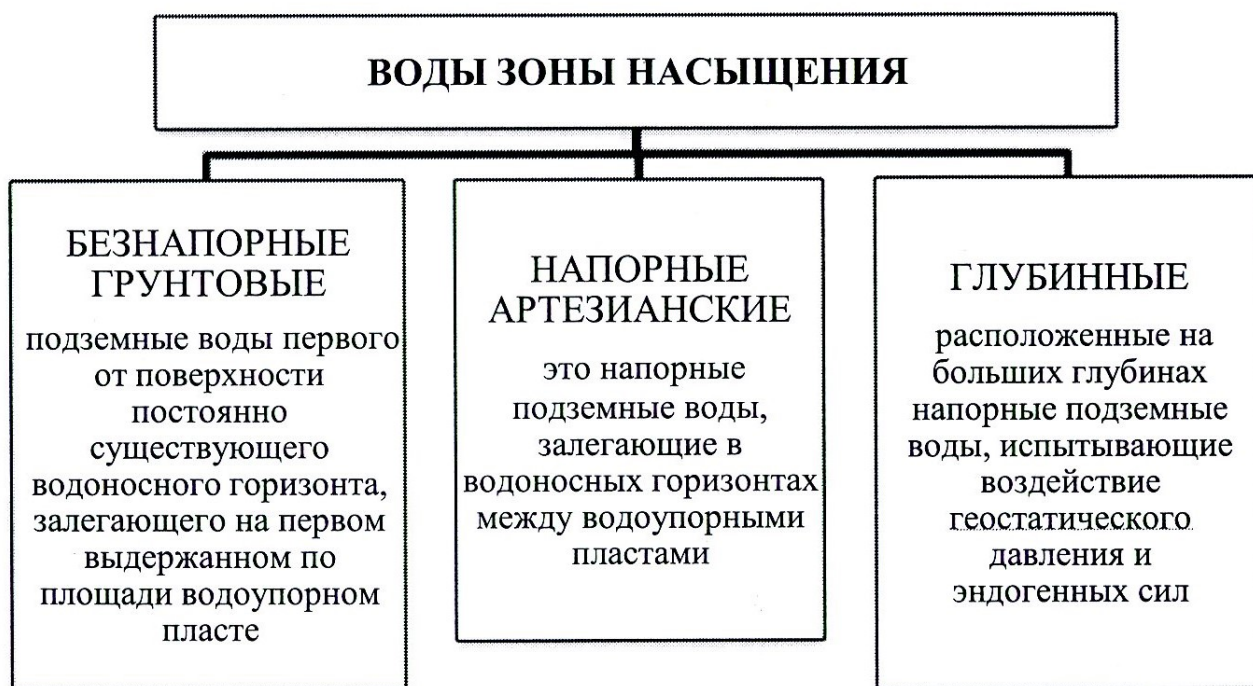 ВОДЫ ЗОНЫ НАСЫЩЕНИЯ
БЕЗНАПОРНЫЕ
ГРУНТОВЫЕ
подземные воды первого
от поверхности
постоянно
существующего
водоносного горизонта,
залегающего на первом
выдержанном по
площади водоупорном
пласте
НАПОРНЫЕ
АРТЕЗИАНСКИЕ
это напорные
подземные воды,
залегающие в
водоносных горизонтах
между водоупорными
пластами
ГЛУБИННЫЕ
расположенные на
больших глубинах
напорные подземные
воды, испытывающие
воздействие
геостатического
давления и
эндогенных сил